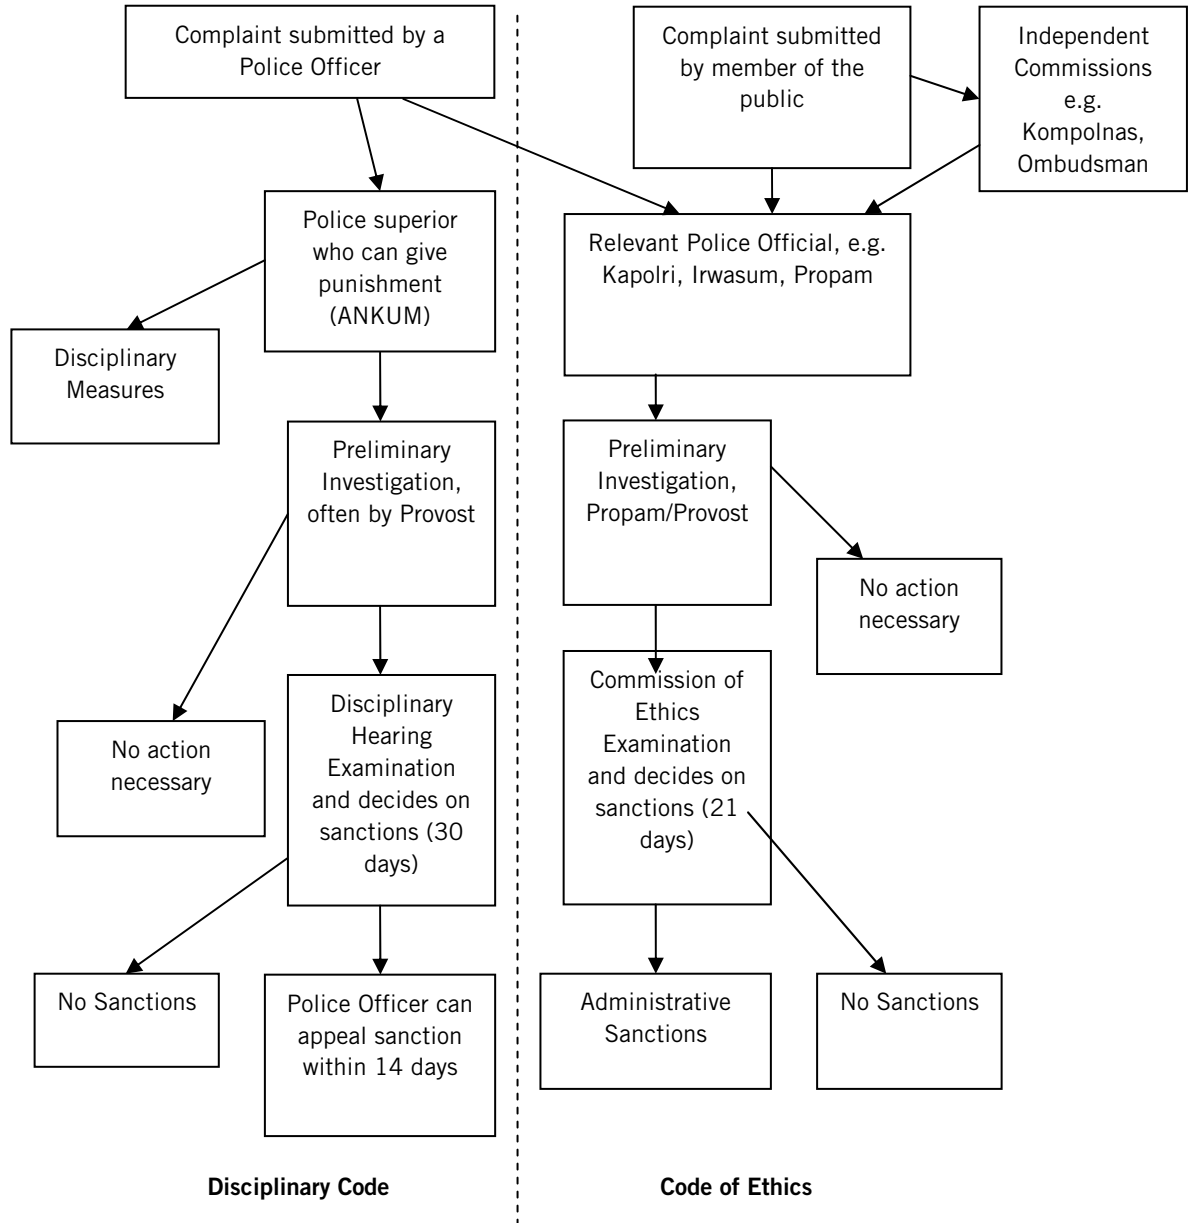 Complaint submitted by a
Police Officer
Complaint submitted
by member of the
public
Independent
Commissions
e.g.
Kompolnas,
Ombudsman
Police superior
who can give
punishment
(ANKUM)
Relevant Police Official, e.g.
Kapolri, Irwasum, Propam
Disciplinary
Measures
Preliminary
Investigation,
often by Provost
Preliminary
Investigation,
Propam/Provost
No action
necessary
Disciplinary
Hearing
Examination
and decides on
sanctions (30
days)
Commission of
Ethics
Examination
and decides on
sanctions (21
days)
No action
necessary
No Sanctions
Police Officer can
appeal sanction
within 14 days
Administrative
Sanctions
No Sanctions
Disciplinary Code
Code of Ethics